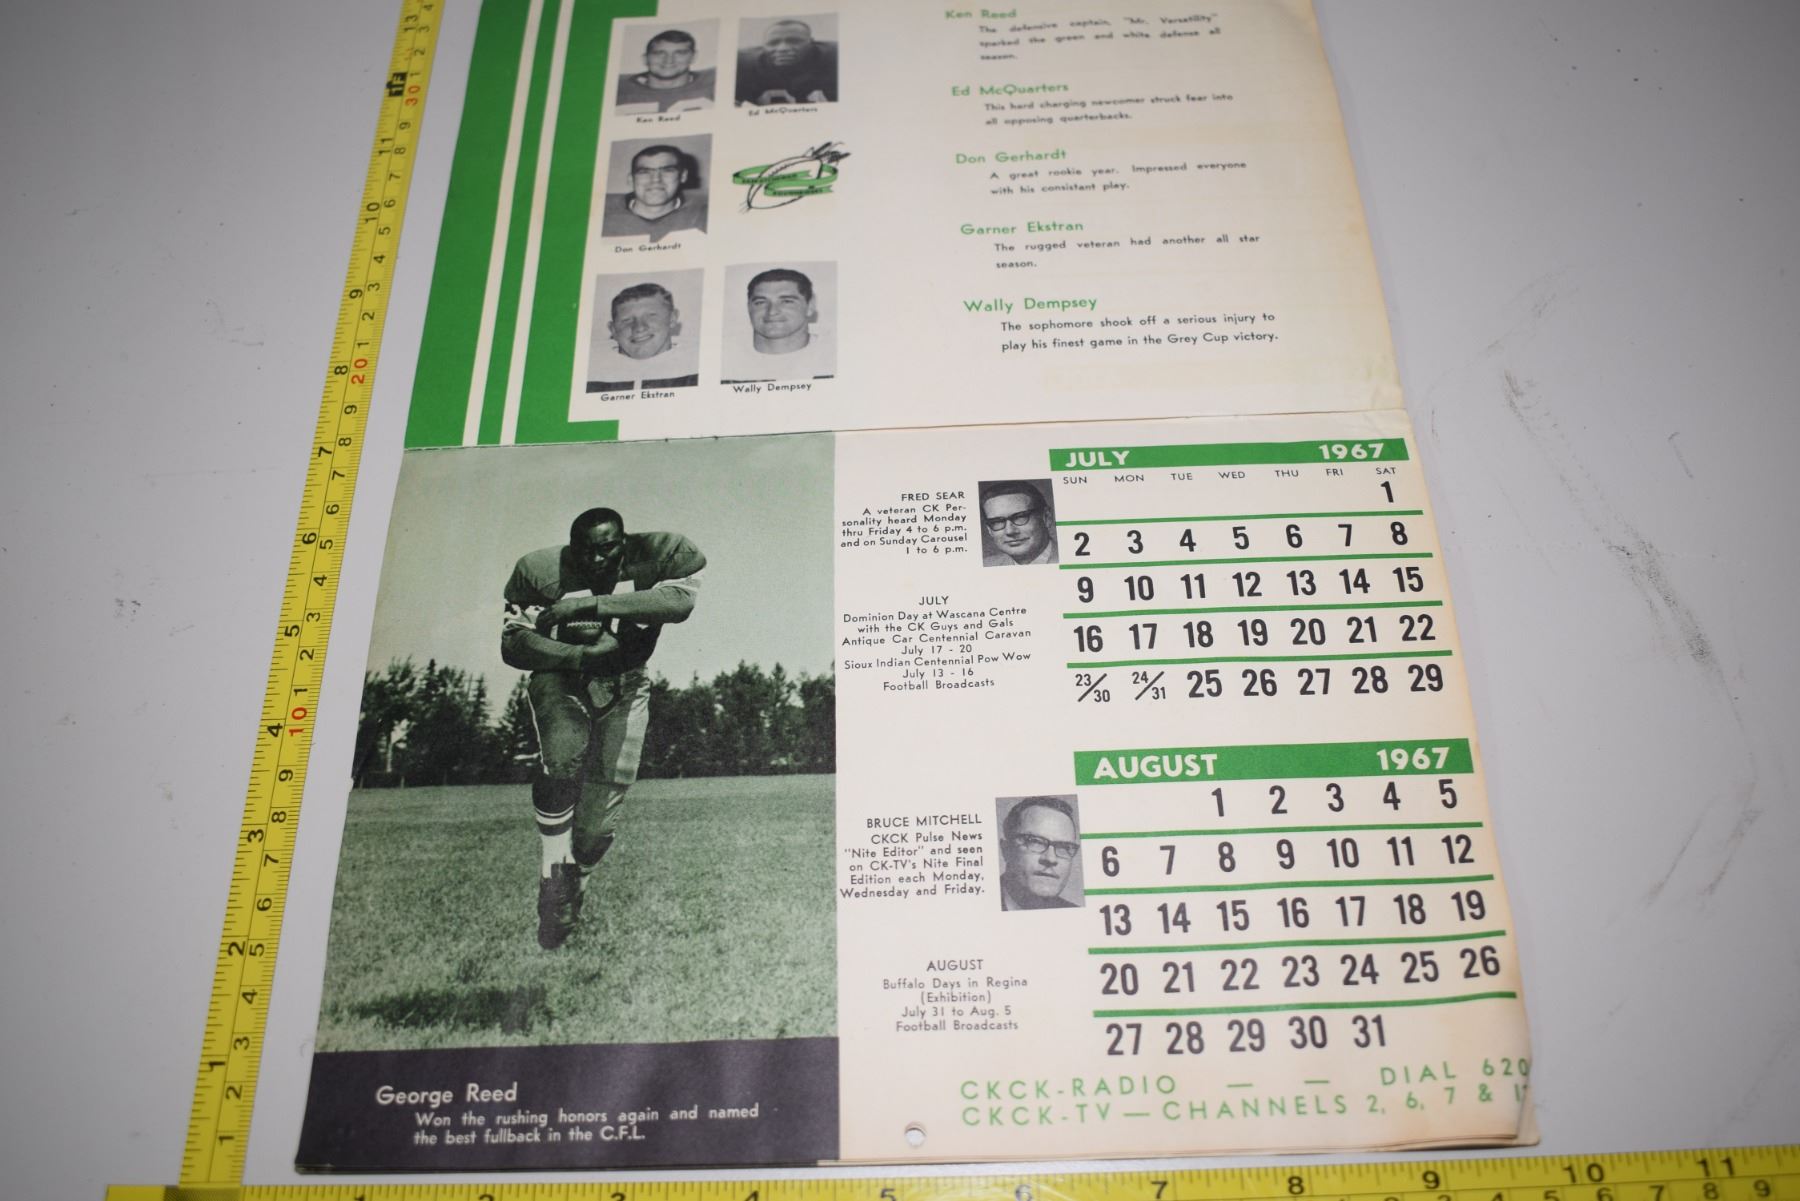 Ken Reed
The defensive captain, "Mr. Versatility"
sparked the green and white defense all
season.
Ed McQuarters
This hard charging newcomer struck fear into
all opposing quarterbacks.
Don Gerhardt
A great rookie year. Impressed everyone
with his consistant play.
Garner Ekstran
The rugged veteran had another all star
season.
Wally Dempsey
The sophomore shook off a serious injury to
play his finest game in the Grey Cup victory.
Ken Reed
Ed McQuarters
Don Gerhardt
Garner Ekstran
Wally Dempsey
JULY 1967
SUN MON TUE WED THU FRI SAT
1
2 3 4 5 6 7 8
9 10 11 12 13 14 15
16 17 18 19 20 21 22
23/30 24/31 25 26 27 28 29
FRED SEAR
A veteran CK Per-
sonality heard Monday
thru Friday 4 to 6 p.m.
and on Sunday Carousel
1 to 6 p.m.
JULY
Dominion Day at Wascana Centre
with the CK Guys and Gals
Antique Car Centennial Caravan
July 17 - 20
Sioux Indian Centennial Pow Wow
July 13 - 16
Football Broadcasts
AUGUST 1967
1 2 3 4 5
6 7 8 9 10 11 12
13 14 15 16 17 18 19
20 21 22 23 24 25 26
27 28 29 30 31
BRUCE MITCHELL
CKCK Pulse News
"Nite Editor" and seen
on CK-TV's Nite Final
Edition each Monday,
Wednesday and Friday.
AUGUST
Buffalo Days in Regina
(Exhibition)
July 31 to Aug. 5
Football Broadcasts
CKCK-RADIO — — DIAL 620
CKCK-TV — CHANNELS 2, 6, 7 &
George Reed
Won the rushing honors again and named
the best fullback in the C.F.L.